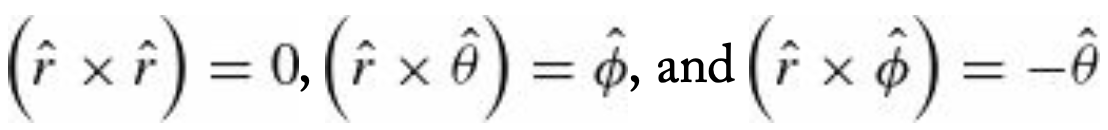 (r̂ × r̂) = 0, (r̂ × θ̂) = ϕ̂, and (r̂ × ϕ̂) = −θ̂